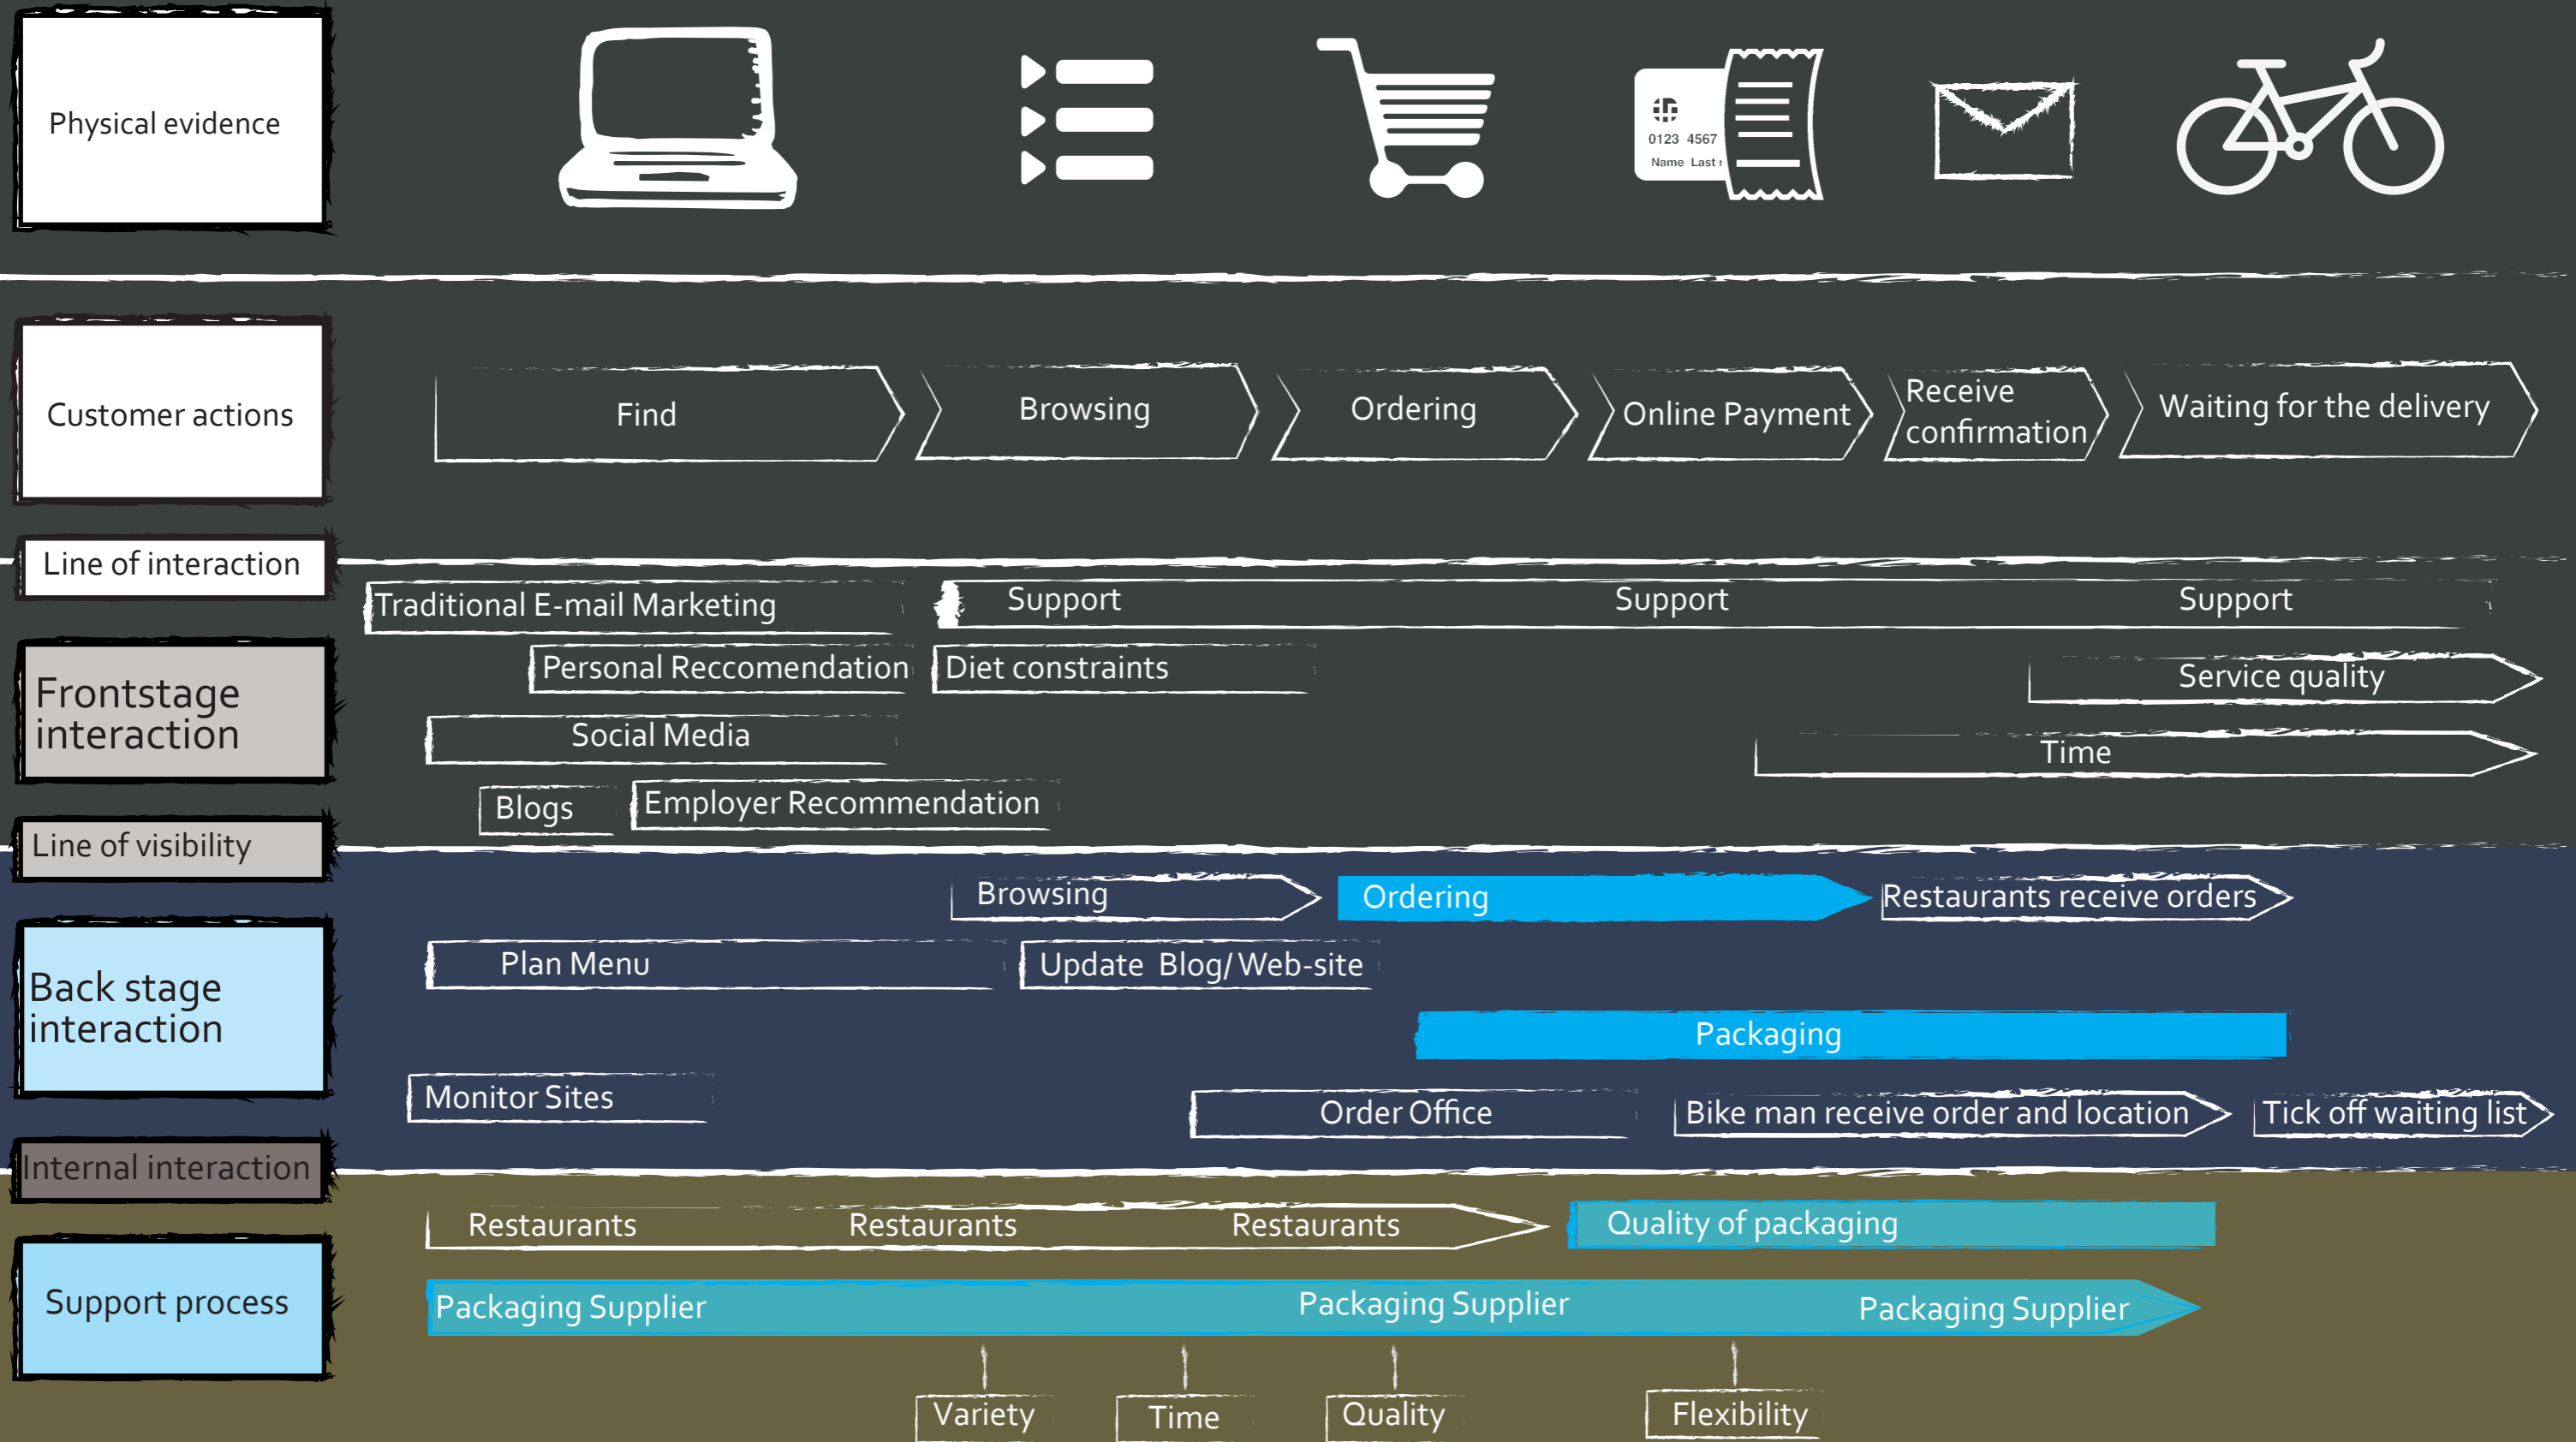 Physical evidence
0123 4567
Name Last
Customer actions
Find
Browsing
Ordering
Online Payment
Receive
confirmation
Waiting for the delivery
Line of interaction
Traditional E-mail Marketing
Support
Support
Support
Personal Reccomendation
Diet constraints
Service quality
Frontstage
interaction
Social Media
Time
Blogs
Employer Recommendation
Line of visibility
Browsing
Ordering
Restaurants receive orders
Back stage
interaction
Plan Menu
Update Blog/ Web-site
Packaging
Monitor Sites
Order Office
Bike man receive order and location
Tick off waiting list
Internal interaction
Restaurants
Restaurants
Restaurants
Quality of packaging
Support process
Packaging Supplier
Packaging Supplier
Packaging Supplier
Variety
Time
Quality
Flexibility